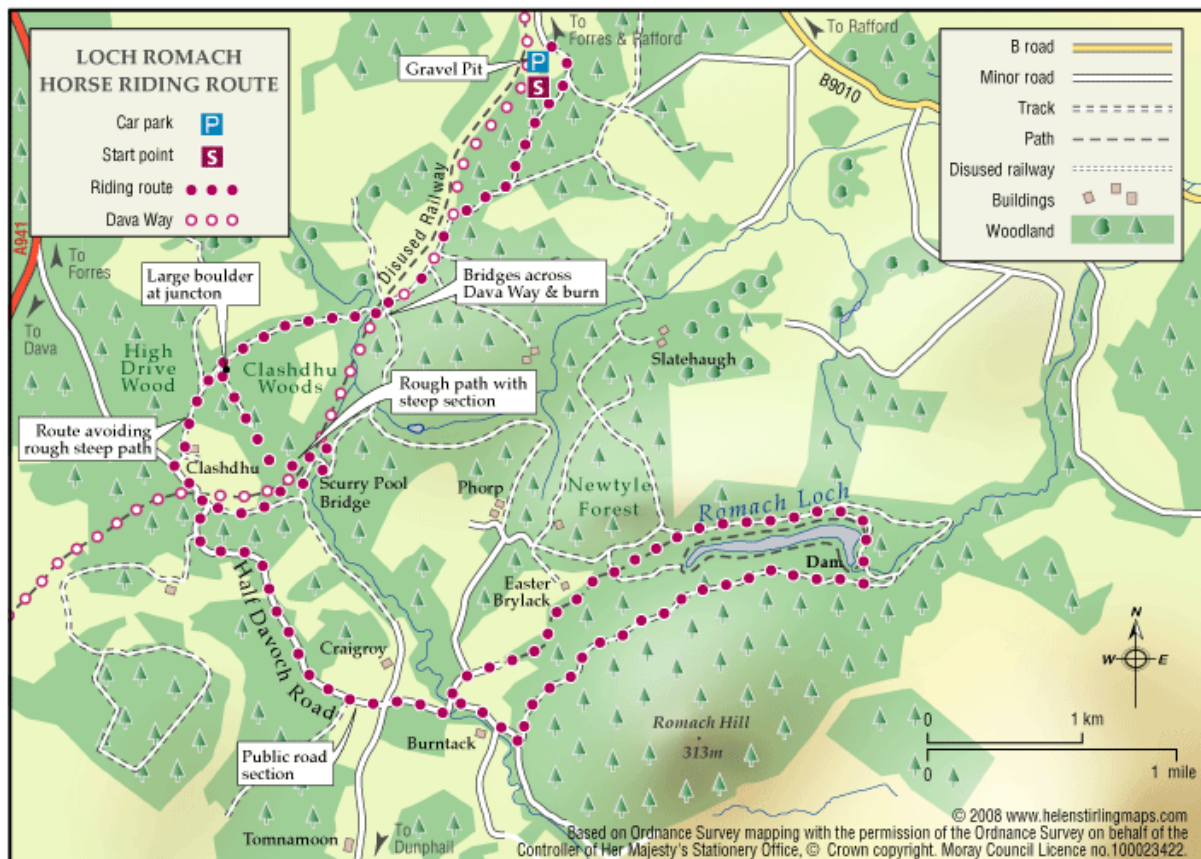 LOCH ROMACH
HORSE RIDING ROUTE
Car park
P
Start point
S
Riding route
Dava Way
B road
Minor road
Track
Path
Disused railway
Buildings
Woodland
To
Forres & Rafford
To Rafford
B9010
Gravel Pit
P
S
A941
To
Forres
To
Dava
Disused Railway
Large boulder
at juncton
Bridges across
Dava Way & burn
High
Drive
Wood
Clashdhu
Woods
Slatehaugh
Rough path with
steep section
Route avoiding
rough steep path
Clashdhu
Scurry Pool
Bridge
Phorp
Newtyle
Forest
Romach Loch
Dam
Easter
Brylack
Half Davoch Road
Craigroy
Public road
section
Burntack
Romach Hill
313m
Tomnamoon
To
Dunphail
N
W
E
0
1 km
0
1 mile
© 2008 www.helenstirlingmaps.com
Based on Ordnance Survey mapping with the permission of the Ordnance Survey on behalf of the
Controller of Her Majesty's Stationery Office, © Crown copyright. Moray Council Licence no.100023422.